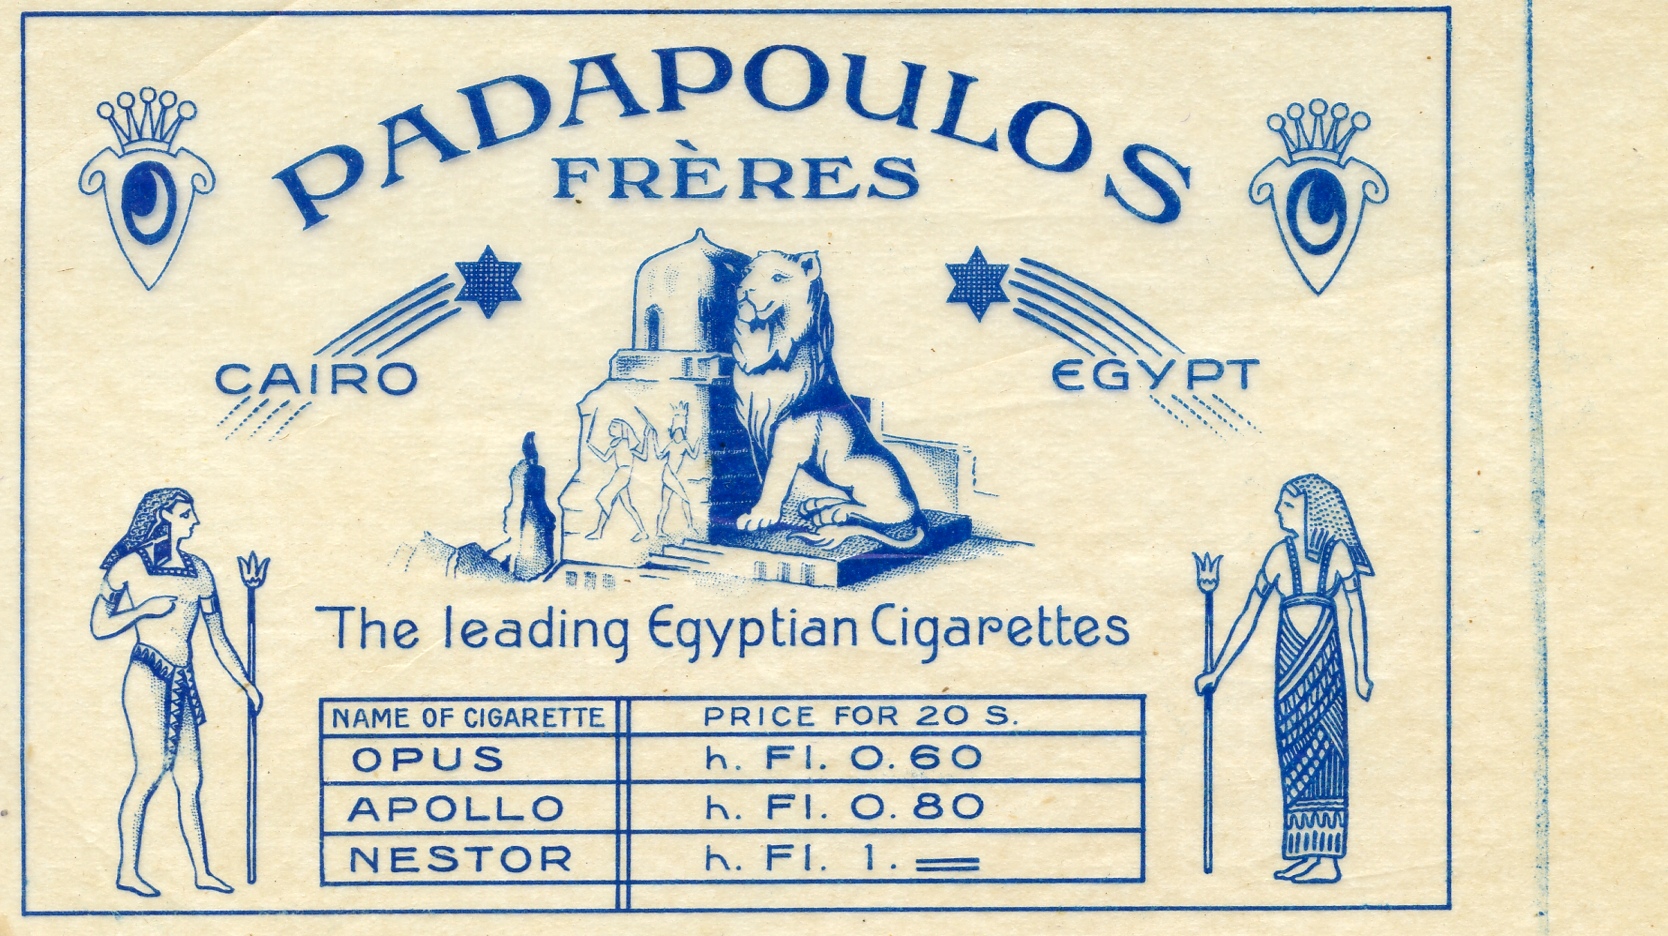 PADAPOULOS
FRÈRES
CAIRO
EGYPT
The leading Egyptian Cigarettes
NAME OF CIGARETTE PRICE FOR 20 S.
OPUS h. Fl. 0.60
APOLLO h. Fl. 0.80
NESTOR h. Fl. 1. =